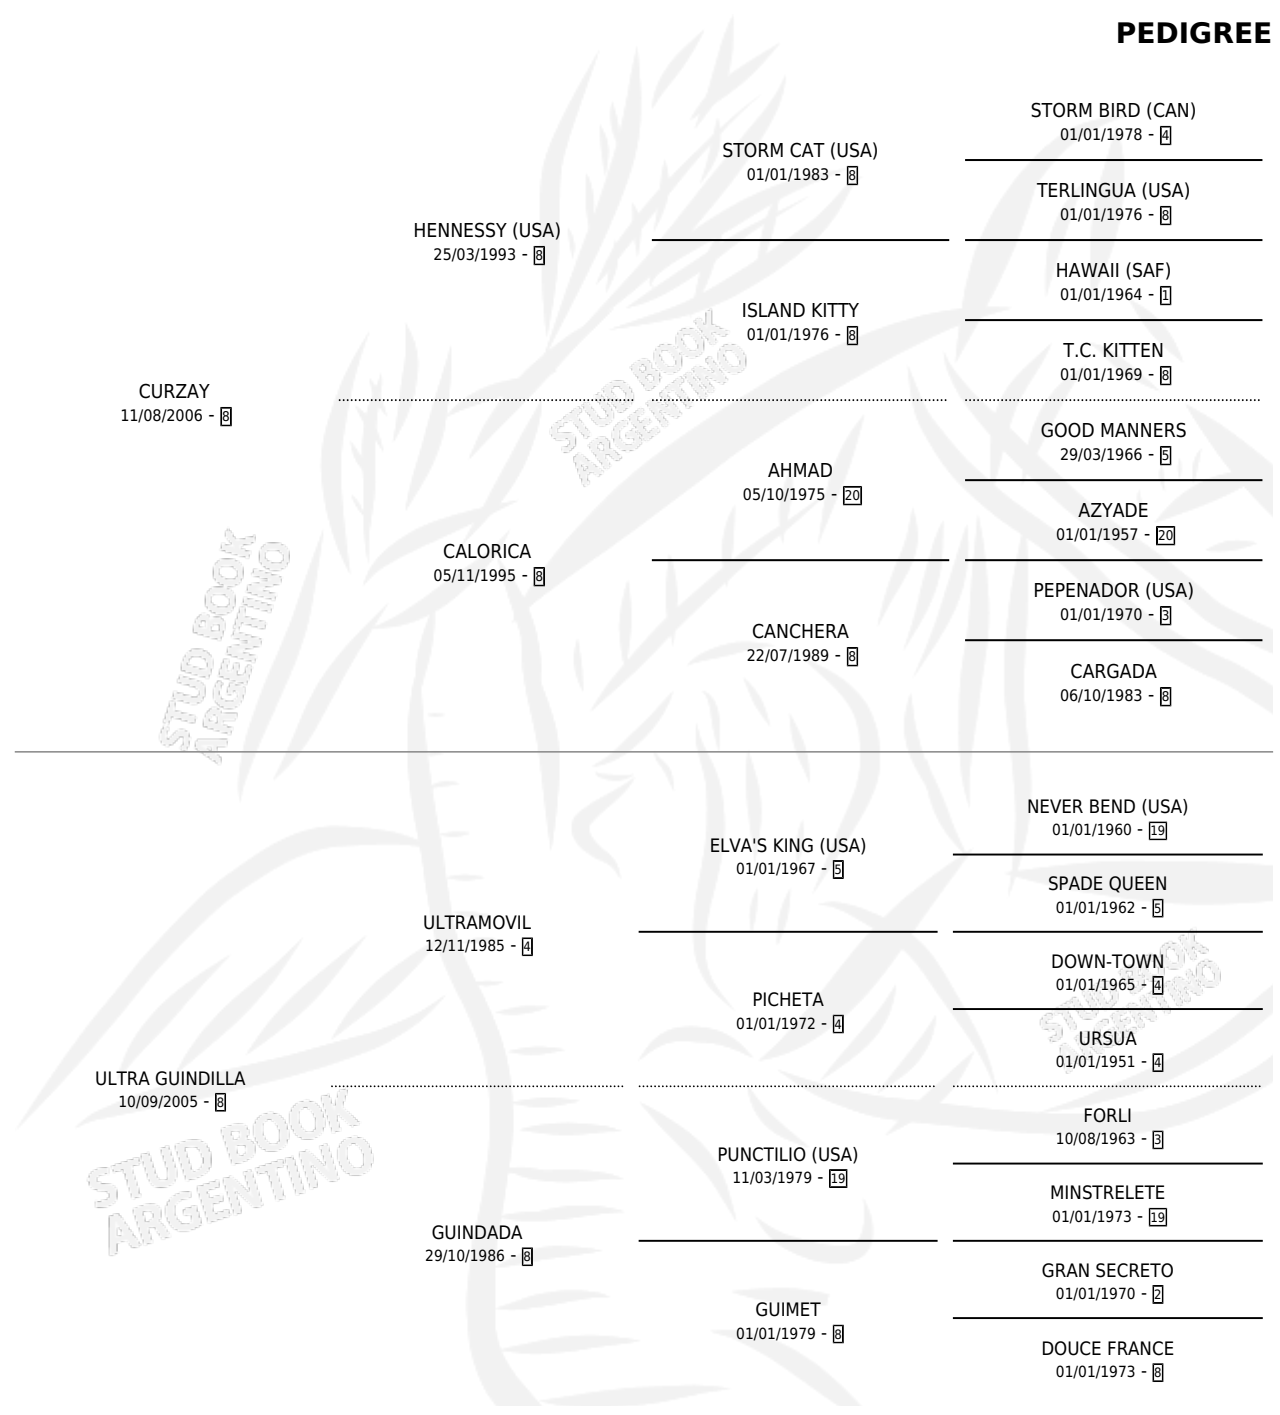 PEDIGREE
STORM BIRD (CAN)
01/01/1978 - 4
STORM CAT (USA)
01/01/1983 - 8
TERLINGUA (USA)
01/01/1976 - 8
HENNESSY (USA)
25/03/1993 - 8
HAWAII (SAF)
01/01/1964 - 1
ISLAND KITTY
01/01/1976 - 8
T.C. KITTEN
01/01/1969 - 8
CURZAY
11/08/2006 - 8
GOOD MANNERS
29/03/1966 - 5
AHMAD
05/10/1975 - 20
AZYADE
01/01/1957 - 20
CALORICA
05/11/1995 - 8
PEPENADOR (USA)
01/01/1970 - 3
CANCHERA
22/07/1989 - 8
CARGADA
06/10/1983 - 8
NEVER BEND (USA)
01/01/1960 - 19
ELVA'S KING (USA)
01/01/1967 - 5
SPADE QUEEN
01/01/1962 - 5
ULTRAMOVIL
12/11/1985 - 4
DOWN-TOWN
01/01/1965 - 4
PICHETA
01/01/1972 - 4
URSUA
01/01/1951 - 4
ULTRA GUINDILLA
10/09/2005 - 8
FORLI
10/08/1963 - 3
PUNCTILIO (USA)
11/03/1979 - 19
MINSTRELETE
01/01/1973 - 19
GUINDADA
29/10/1986 - 8
GRAN SECRETO
01/01/1970 - 2
GUIMET
01/01/1979 - 8
DOUCE FRANCE
01/01/1973 - 8
STUD BOOK
ARGENTINO
STUD BOOK
ARGENTINO
STUD BOOK
ARGENTINO
STUD BOOK
ARGENTINO